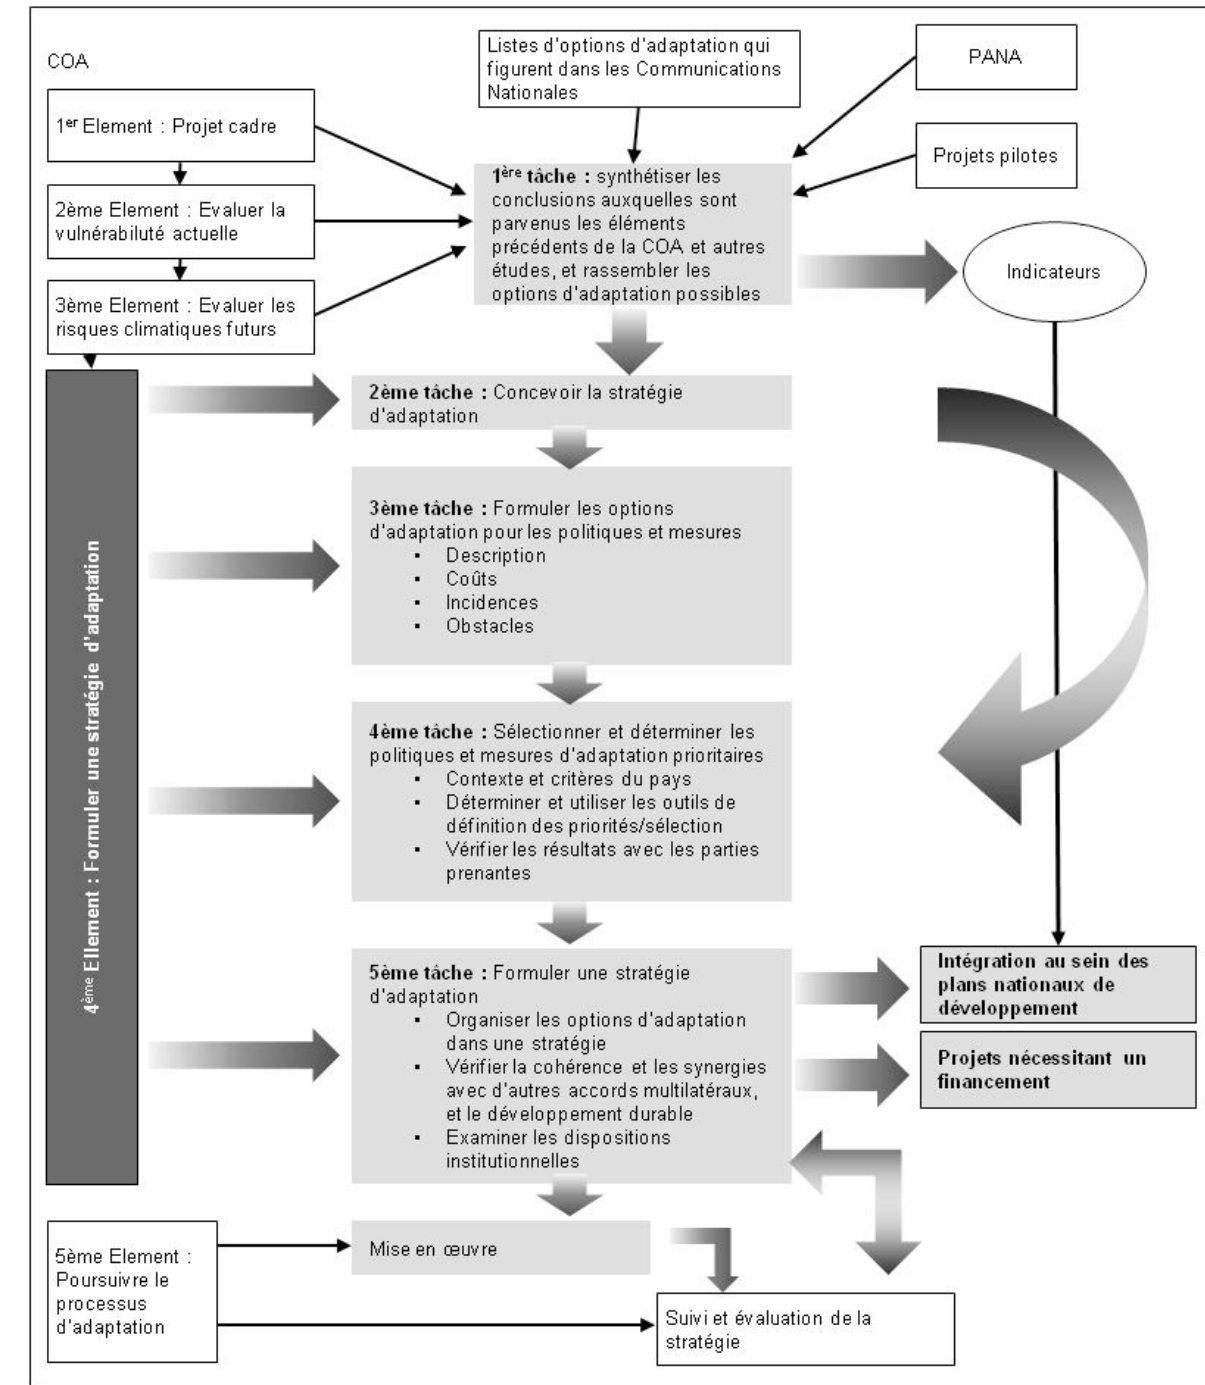 COA
Listes d'options d'adaptation qui
figurent dans les Communications
Nationales
PANA
1er Element : Projet cadre
Projets pilotes
1ère tâche : synthétiser les
conclusions auxquelles sont
parvenus les éléments
précédents de la COA et autres
études, et rassembler les
options d'adaptation possibles
2ème Element : Evaluer la
vulnérabiluté actuelle
Indicateurs
3ème Element : Evaluer les
risques climatiques futurs
4ème Ellement : Formuler une stratégie d'adaptation
2ème tâche : Concevoir la stratégie
d'adaptation
3ème tâche : Formuler les options
d'adaptation pour les politiques et mesures
▪ Description
▪ Coûts
▪ Incidences
▪ Obstacles
4ème tâche : Sélectionner et déterminer les
politiques et mesures d'adaptation prioritaires
▪ Contexte et critères du pays
▪ Déterminer et utiliser les outils de
définition des priorités/sélection
▪ Vérifier les résultats avec les parties
prenantes
5ème tâche : Formuler une stratégie
d'adaptation
▪ Organiser les options d'adaptation
dans une stratégie
▪ Vérifier la cohérence et les synergies
avec d'autres accords multilatéraux,
et le développement durable
▪ Examiner les dispositions
institutionnelles
Intégration au sein des
plans nationaux de
développement
Projets nécessitant un
financement
5ème Element :
Poursuivre le
processus
d'adaptation
Mise en œuvre
Suivi et évaluation de la
stratégie